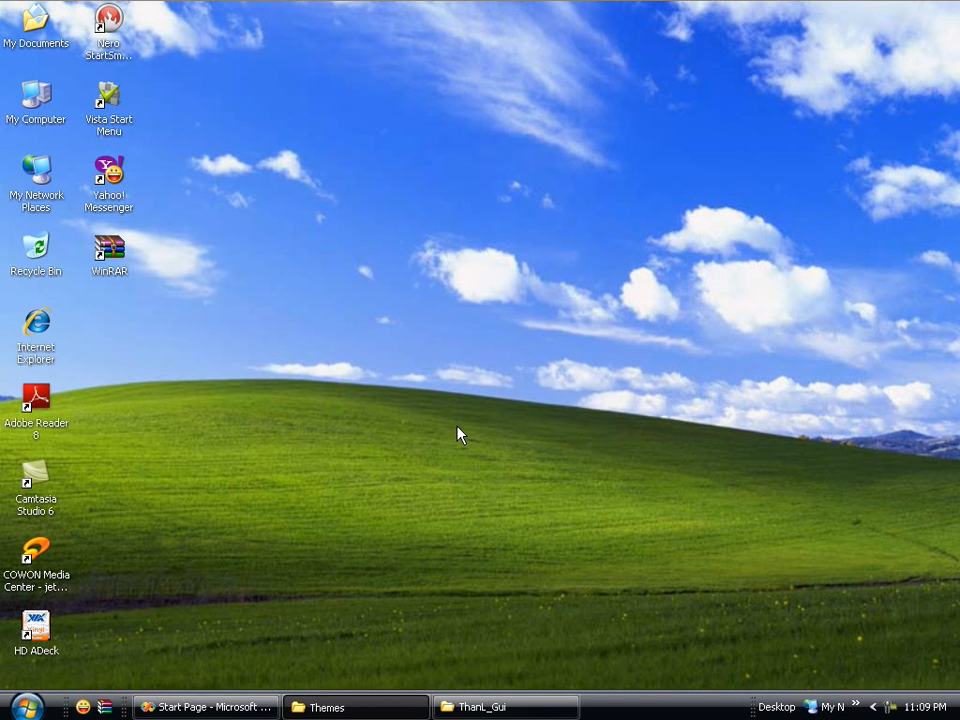 My Documents
Nero
StartSm...
My Computer
Vista Start
Menu
My Network
Places
Yahoo!
Messenger
Recycle Bin
WinRAR
Internet
Explorer
Adobe Reader
8
Camtasia
Studio 6
COWON Media
Center - jet...
HD ADeck
Start Page - Microsoft ...
Themes
ThanL_Gui
Desktop
My N
11:09 PM